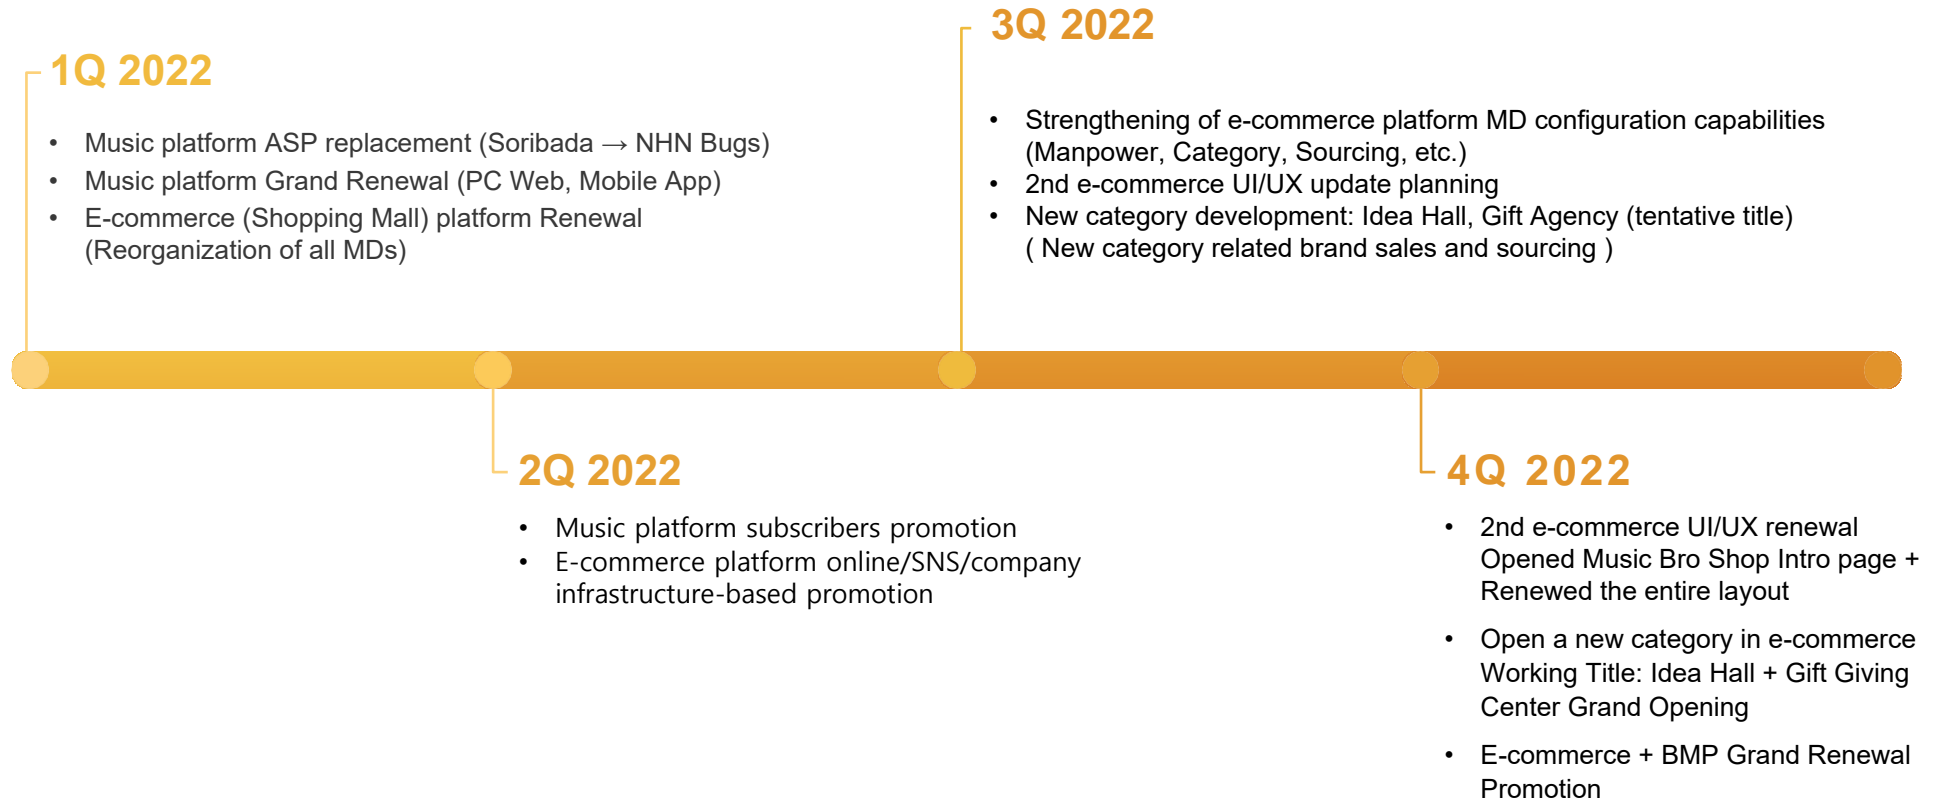 1Q 2022
• Music platform ASP replacement (Soribada → NHN Bugs)
• Music platform Grand Renewal (PC Web, Mobile App)
• E-commerce (Shopping Mall) platform Renewal
(Reorganization of all MDs)
3Q 2022
• Strengthening of e-commerce platform MD configuration capabilities
(Manpower, Category, Sourcing, etc.)
• 2nd e-commerce UI/UX update planning
• New category development: Idea Hall, Gift Agency (tentative title)
( New category related brand sales and sourcing )
2Q 2022
• Music platform subscribers promotion
• E-commerce platform online/SNS/company
infrastructure-based promotion
4Q 2022
• 2nd e-commerce UI/UX renewal
Opened Music Bro Shop Intro page +
Renewed the entire layout
• Open a new category in e-commerce
Working Title: Idea Hall + Gift Giving
Center Grand Opening
• E-commerce + BMP Grand Renewal
Promotion